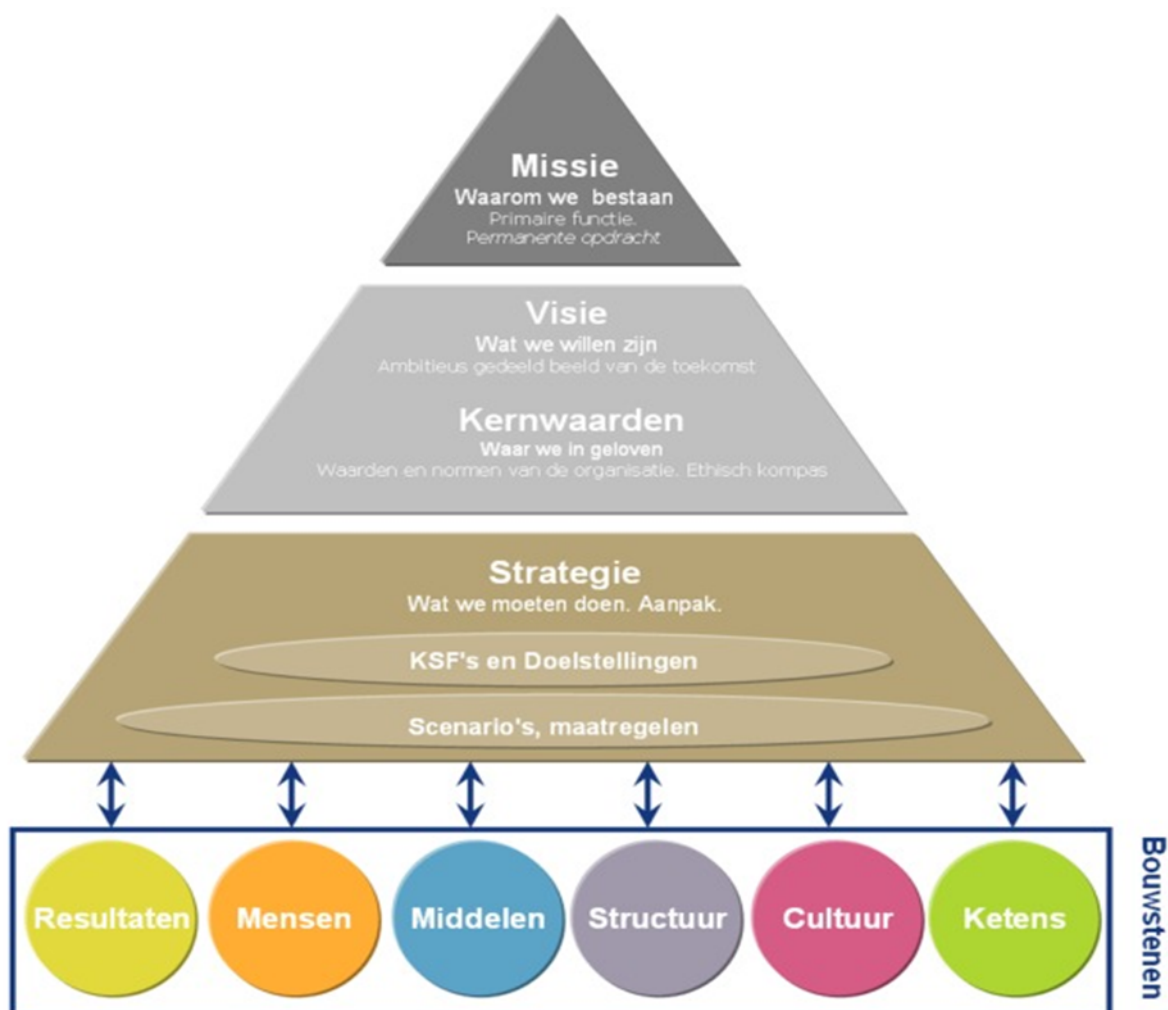 Missie
Waarom we bestaan
Primaire functie.
Permanente opdracht
Visie
Wat we willen zijn
Ambitieus gedeeld beeld van de toekomst
Kernwaarden
Waar we in geloven
Waarden en normen van de organisatie. Ethisch kompas
Strategie
Wat we moeten doen. Aanpak.
KSF's en Doelstellingen
Scenario's, maatregelen
Resultaten
Mensen
Middelen
Structuur
Cultuur
Ketens
Bouwstenen